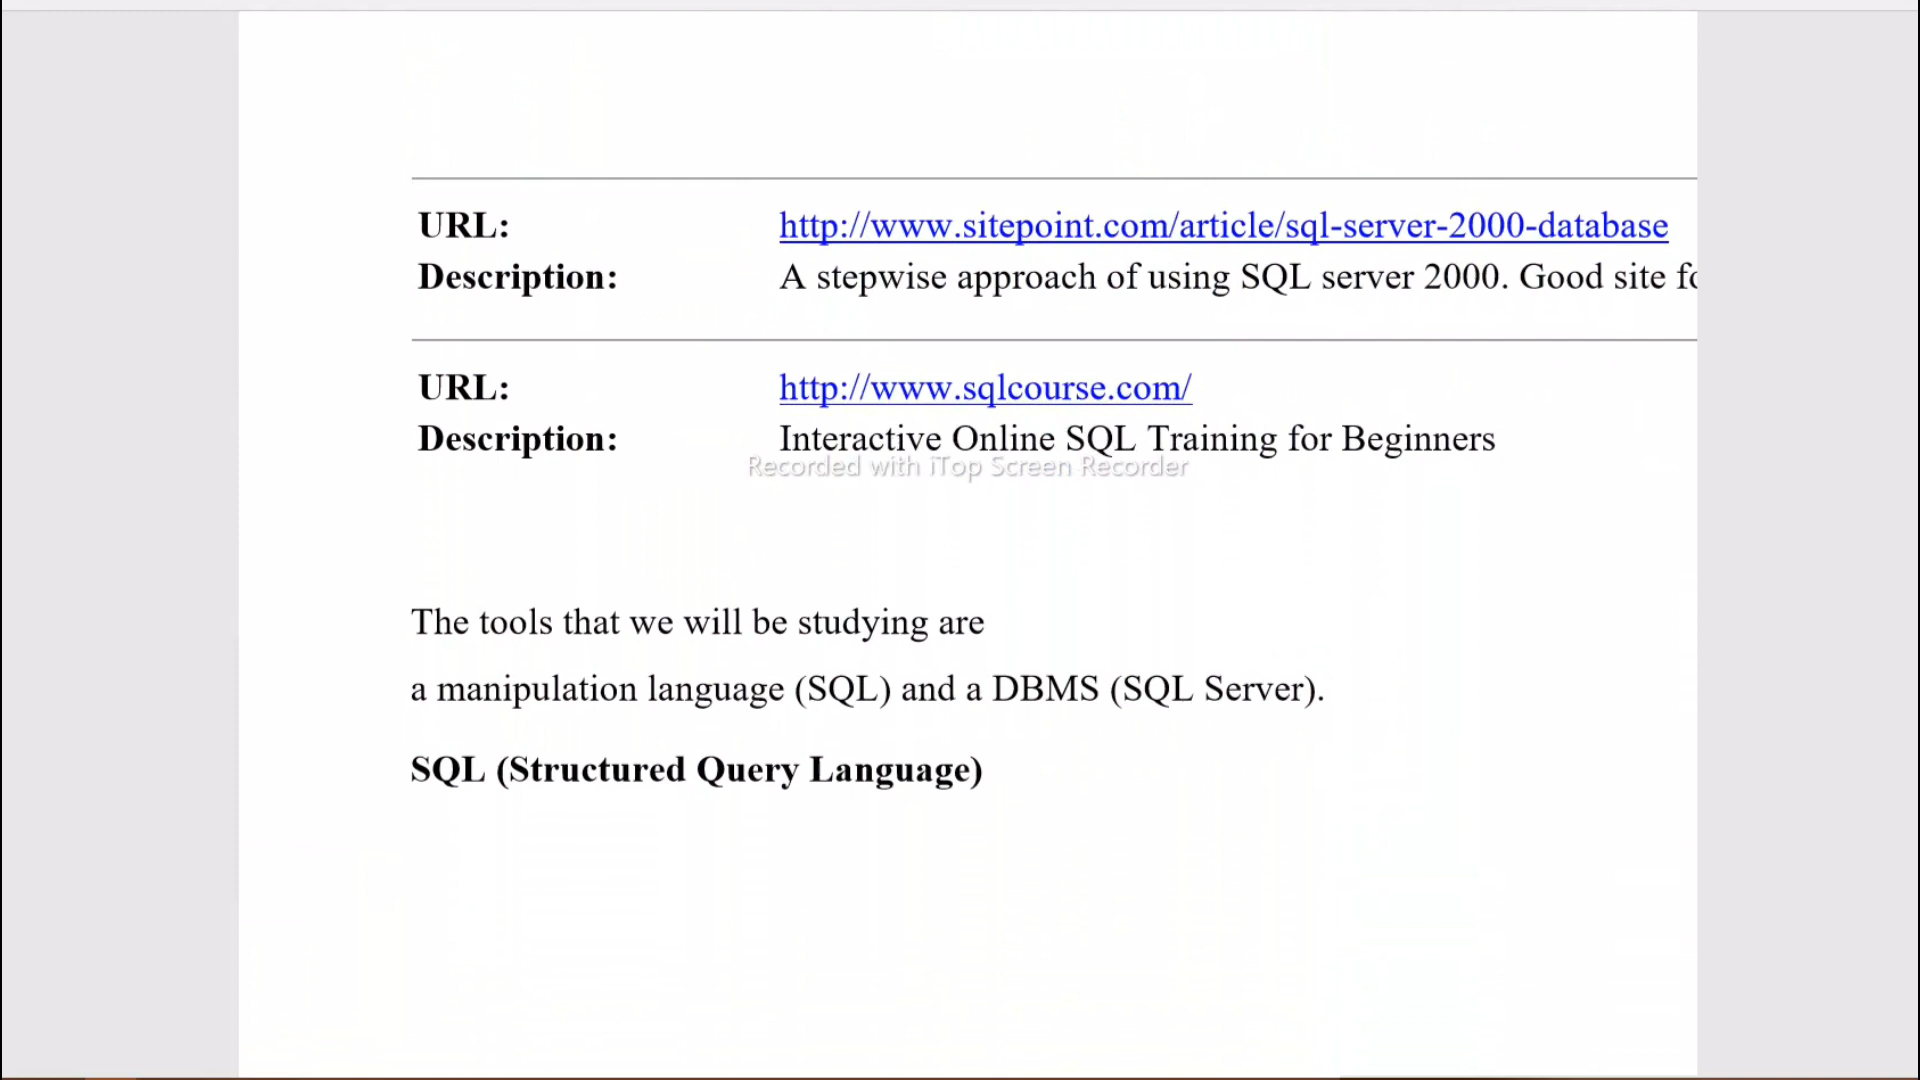 URL: http://www.sitepoint.com/article/sql-server-2000-database
Description: A stepwise approach of using SQL server 2000. Good site
URL: http://www.sqlcourse.com/
Description: Interactive Online SQL Training for Beginners
Recorded with iTop Screen Recorder
The tools that we will be studying are
a manipulation language (SQL) and a DBMS (SQL Server).
SQL (Structured Query Language)